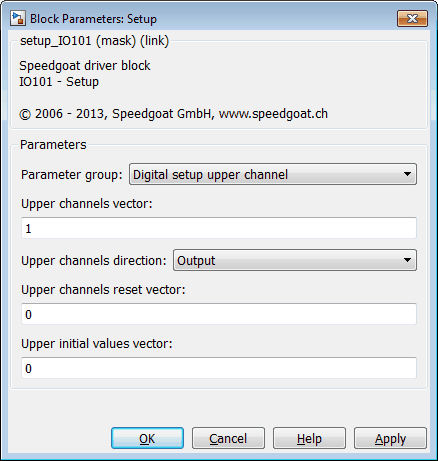 Block Parameters: Setup
setup_IO101 (mask) (link)
Speedgoat driver block
IO101 - Setup
© 2006 - 2013, Speedgoat GmbH, www.speedgoat.ch
Parameters
Parameter group: Digital setup upper channel
Upper channels vector:
1
Upper channels direction: Output
Upper channels reset vector:
0
Upper initial values vector:
0
OK Cancel Help Apply